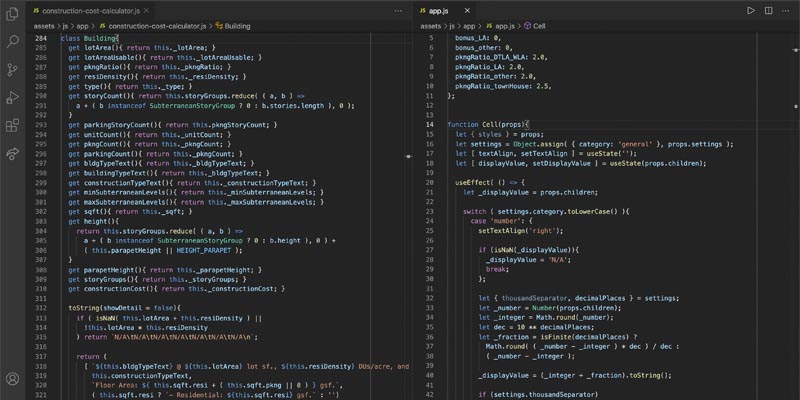 JS construction-cost-calculator.js
assets > js > app > JS construction-cost-calculator.js > Building
284 class Building{
285 get lotArea(){ return this._lotArea; }
286 get lotAreaUsable(){ return this._lotAreaUsable; }
287 get pkngRatio(){ return this._pkngRatio; }
288 get resiDensity(){ return this._resiDensity; }
289 get type(){ return this._type; }
290 get storyCount(){ return this.storyGroups.reduce( ( a, b ) =>
291 a + ( b instanceof SubterraneanStoryGroup ? 0 : b.stories.length ), 0 );
292 }
293 get parkingStoryCount(){ return this.pkngStoryCount; }
294 get unitCount(){ return this._unitCount; }
295 get pkngCount(){ return this._pkngCount; }
296 get parkingCount(){ return this._pkngCount; }
297 get bldgTypeText(){ return this._bldgTypeText; }
298 get buildingTypeText(){ return this._bldgTypeText; }
299 get constructionTypeText(){ return this._constructionTypeText; }
300 get minSubterraneanLevels(){ return this._minSubterraneanLevels; }
301 get maxSubterraneanLevels(){ return this._maxSubterraneanLevels; }
302 get sqft(){ return this._sqft; }
303 get height(){
304 return this.storyGroups.reduce( ( a, b ) =>
305 a + ( b instanceof SubterraneanStoryGroup ? 0 : b.height ), 0 ) +
306 ( this.parapetHeight || HEIGHT_PARAPET );
307 }
308 get parapetHeight(){ return this._parapetHeight; }
309 get storyGroups(){ return this._storyGroups; }
310 get constructionCost(){ return this._constructionCost; }
311
312 toString(showDetail = false){
313 if ( isNaN( this.lotArea + this.resiDensity ) ||
314 !this.lotArea * this.resiDensity
315 ) return `N/A\tN/A\tN/A\tN/A\tN/A\tN/A\tN/A\tN/A\n`;
316
317 return (
318 [ `${this.bldgTypeText} @ ${this.lotArea} lot sf., ${this.resiDensity} DUs/acre, and
319 this.constructionTypeText,
320 `Floor Area: ${ this.sqft.resi + ( this.sqft.pkng || 0 ) } gsf.`,
321 ( this.sqft.resi ? `— Residential: ${this.sqft.resi} gsf.` : '')
JS app.js
assets > js > app > JS app.js > Cell
5 bonus_LA: 0,
6 bonus_other: 0,
7 pkngRatio_DTLA_WLA: 2.0,
8 pkngRatio_LA: 2.0,
9 pkngRatio_other: 2.0,
10 pkngRatio_townHouse: 2.5,
11 };
12
13
14 function Cell(props){
15 let { styles } = props;
16 let settings = Object.assign( { category: 'general' }, props.settings );
17 let [ textAlign, setTextAlign ] = useState('');
18 let [ displayValue, setDisplayValue ] = useState(props.children);
19
20 useEffect( () => {
21 let _displayValue = props.children;
22
23 switch ( settings.category.toLowerCase() ){
24 case 'number': {
25 setTextAlign('right');
26
27 if (isNaN(_displayValue)){
28 _displayValue = 'N/A';
29 break;
30 };
31
32 let { thousandSeparator, decimalPlaces } = settings;
33 let _number = Number(props.children);
34 let _integer = Math.round(_number);
35 let dec = 10 ** decimalPlaces;
36 let _fraction = isFinite(decimalPlaces) ?
37 Math.round( ( _number - _integer ) * dec ) / dec :
38 ( _number - _integer );
39
40 _displayValue = (_integer + _fraction).toString();
41
42 if (settings.thousandSeparator)